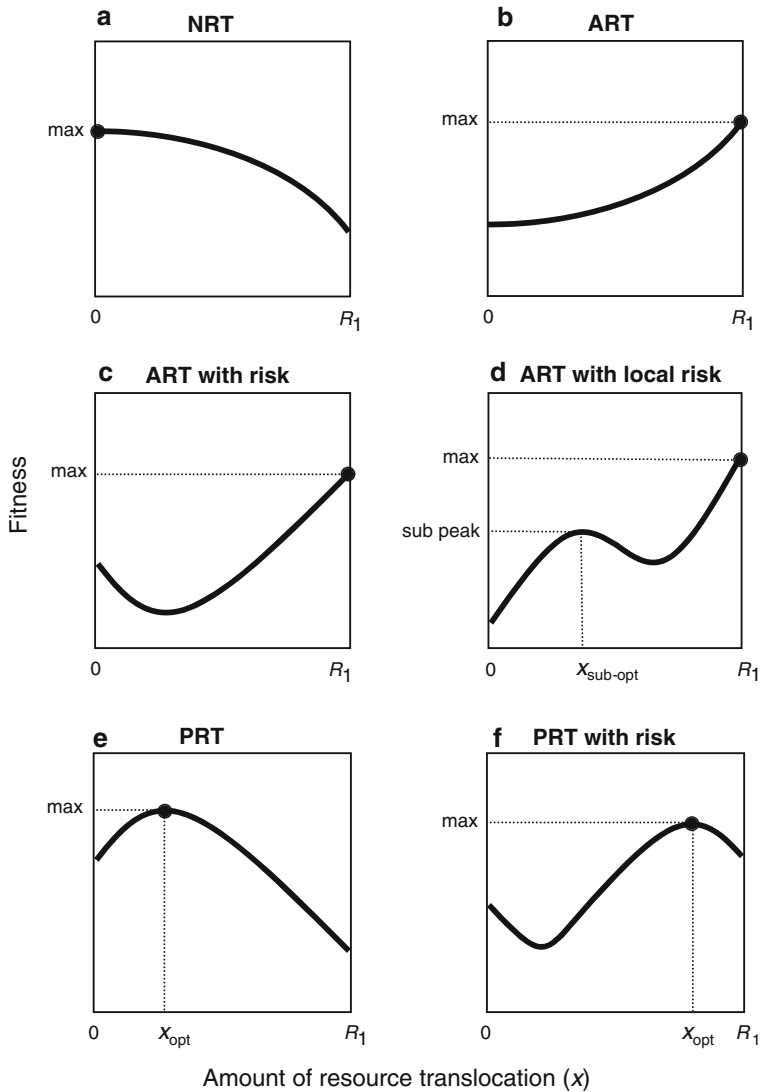 a NRT
max
0 R1
b ART
max
0 R1
c ART with risk
max
0 R1
d ART with local risk
max
sub peak
0 xsub-opt R1
Fitness
e PRT
max
0 xopt R1
f PRT with risk
max
0 xopt R1
Amount of resource translocation (x)